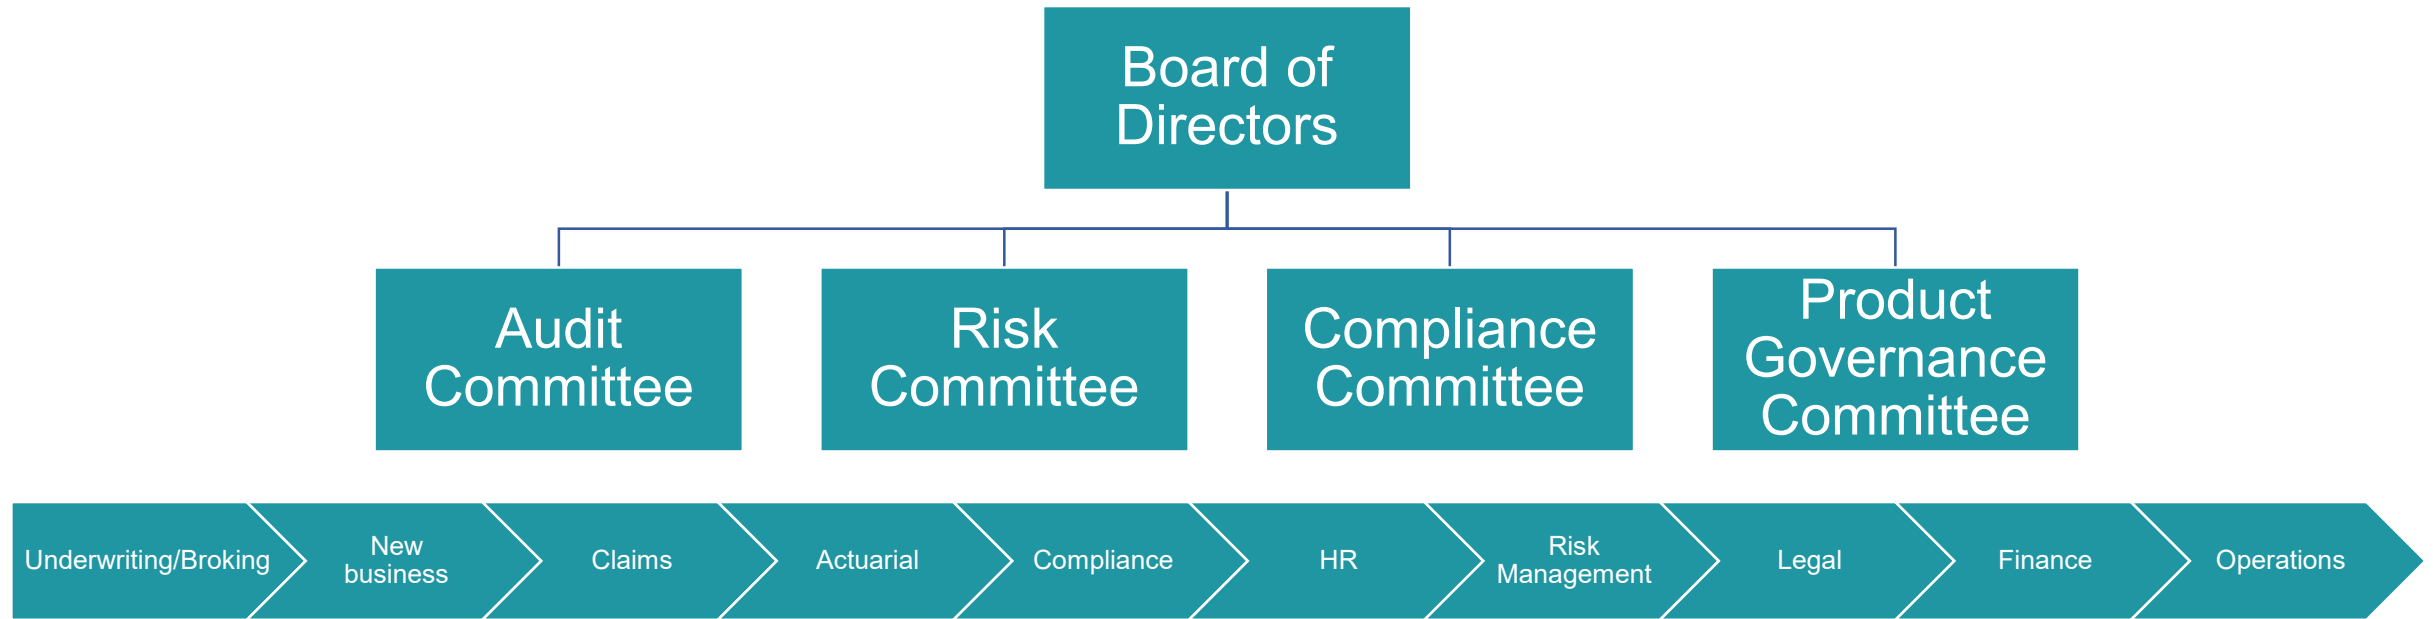 Board of
Directors
Audit
Committee
Risk
Committee
Compliance
Committee
Product
Governance
Committee
Underwriting/Broking
New
business
Claims
Actuarial
Compliance
HR
Risk
Management
Legal
Finance
Operations